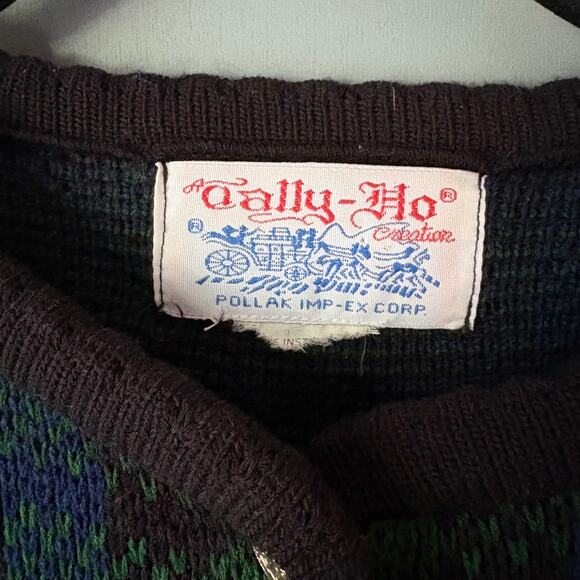 A Tally-Ho ®
® Creation
POLLAK IMP-EX CORP.